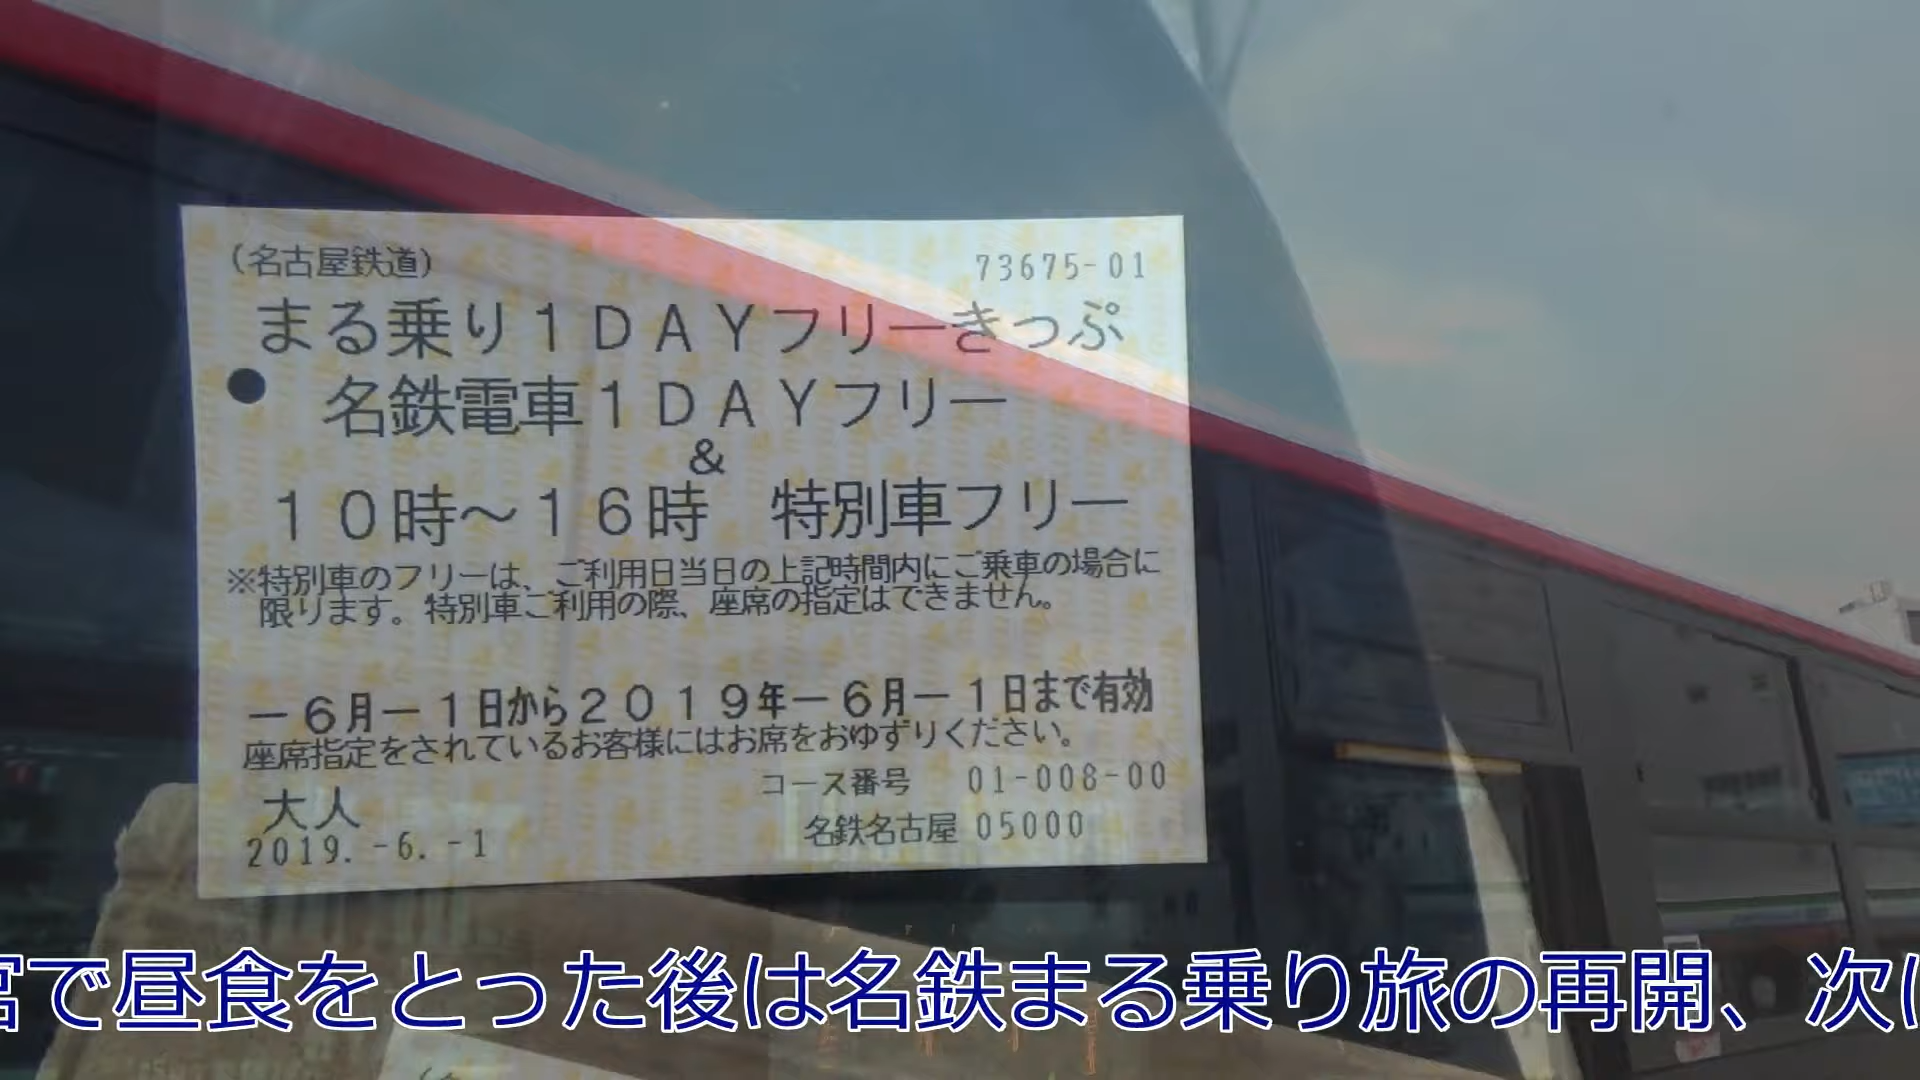 (名古屋鉄道)
73675-01
まる乗り1DAYフリーきっぷ
●名鉄電車1DAYフリー
&
10時~16時 特別車フリー
※特別車のフリーは、ご利用日当日の上記時間内にご乗車の場合に
限ります。特別車ご利用の際、座席の指定はできません。
-6月-1日から2019年-6月-1日まで有効
座席指定をされているお客様にはお席をおゆずりください。
コース番号 01-008-00
大人
名鉄名古屋 05000
2019.-6.-1
で昼食をとった後は名鉄まる乗り旅の再開、次